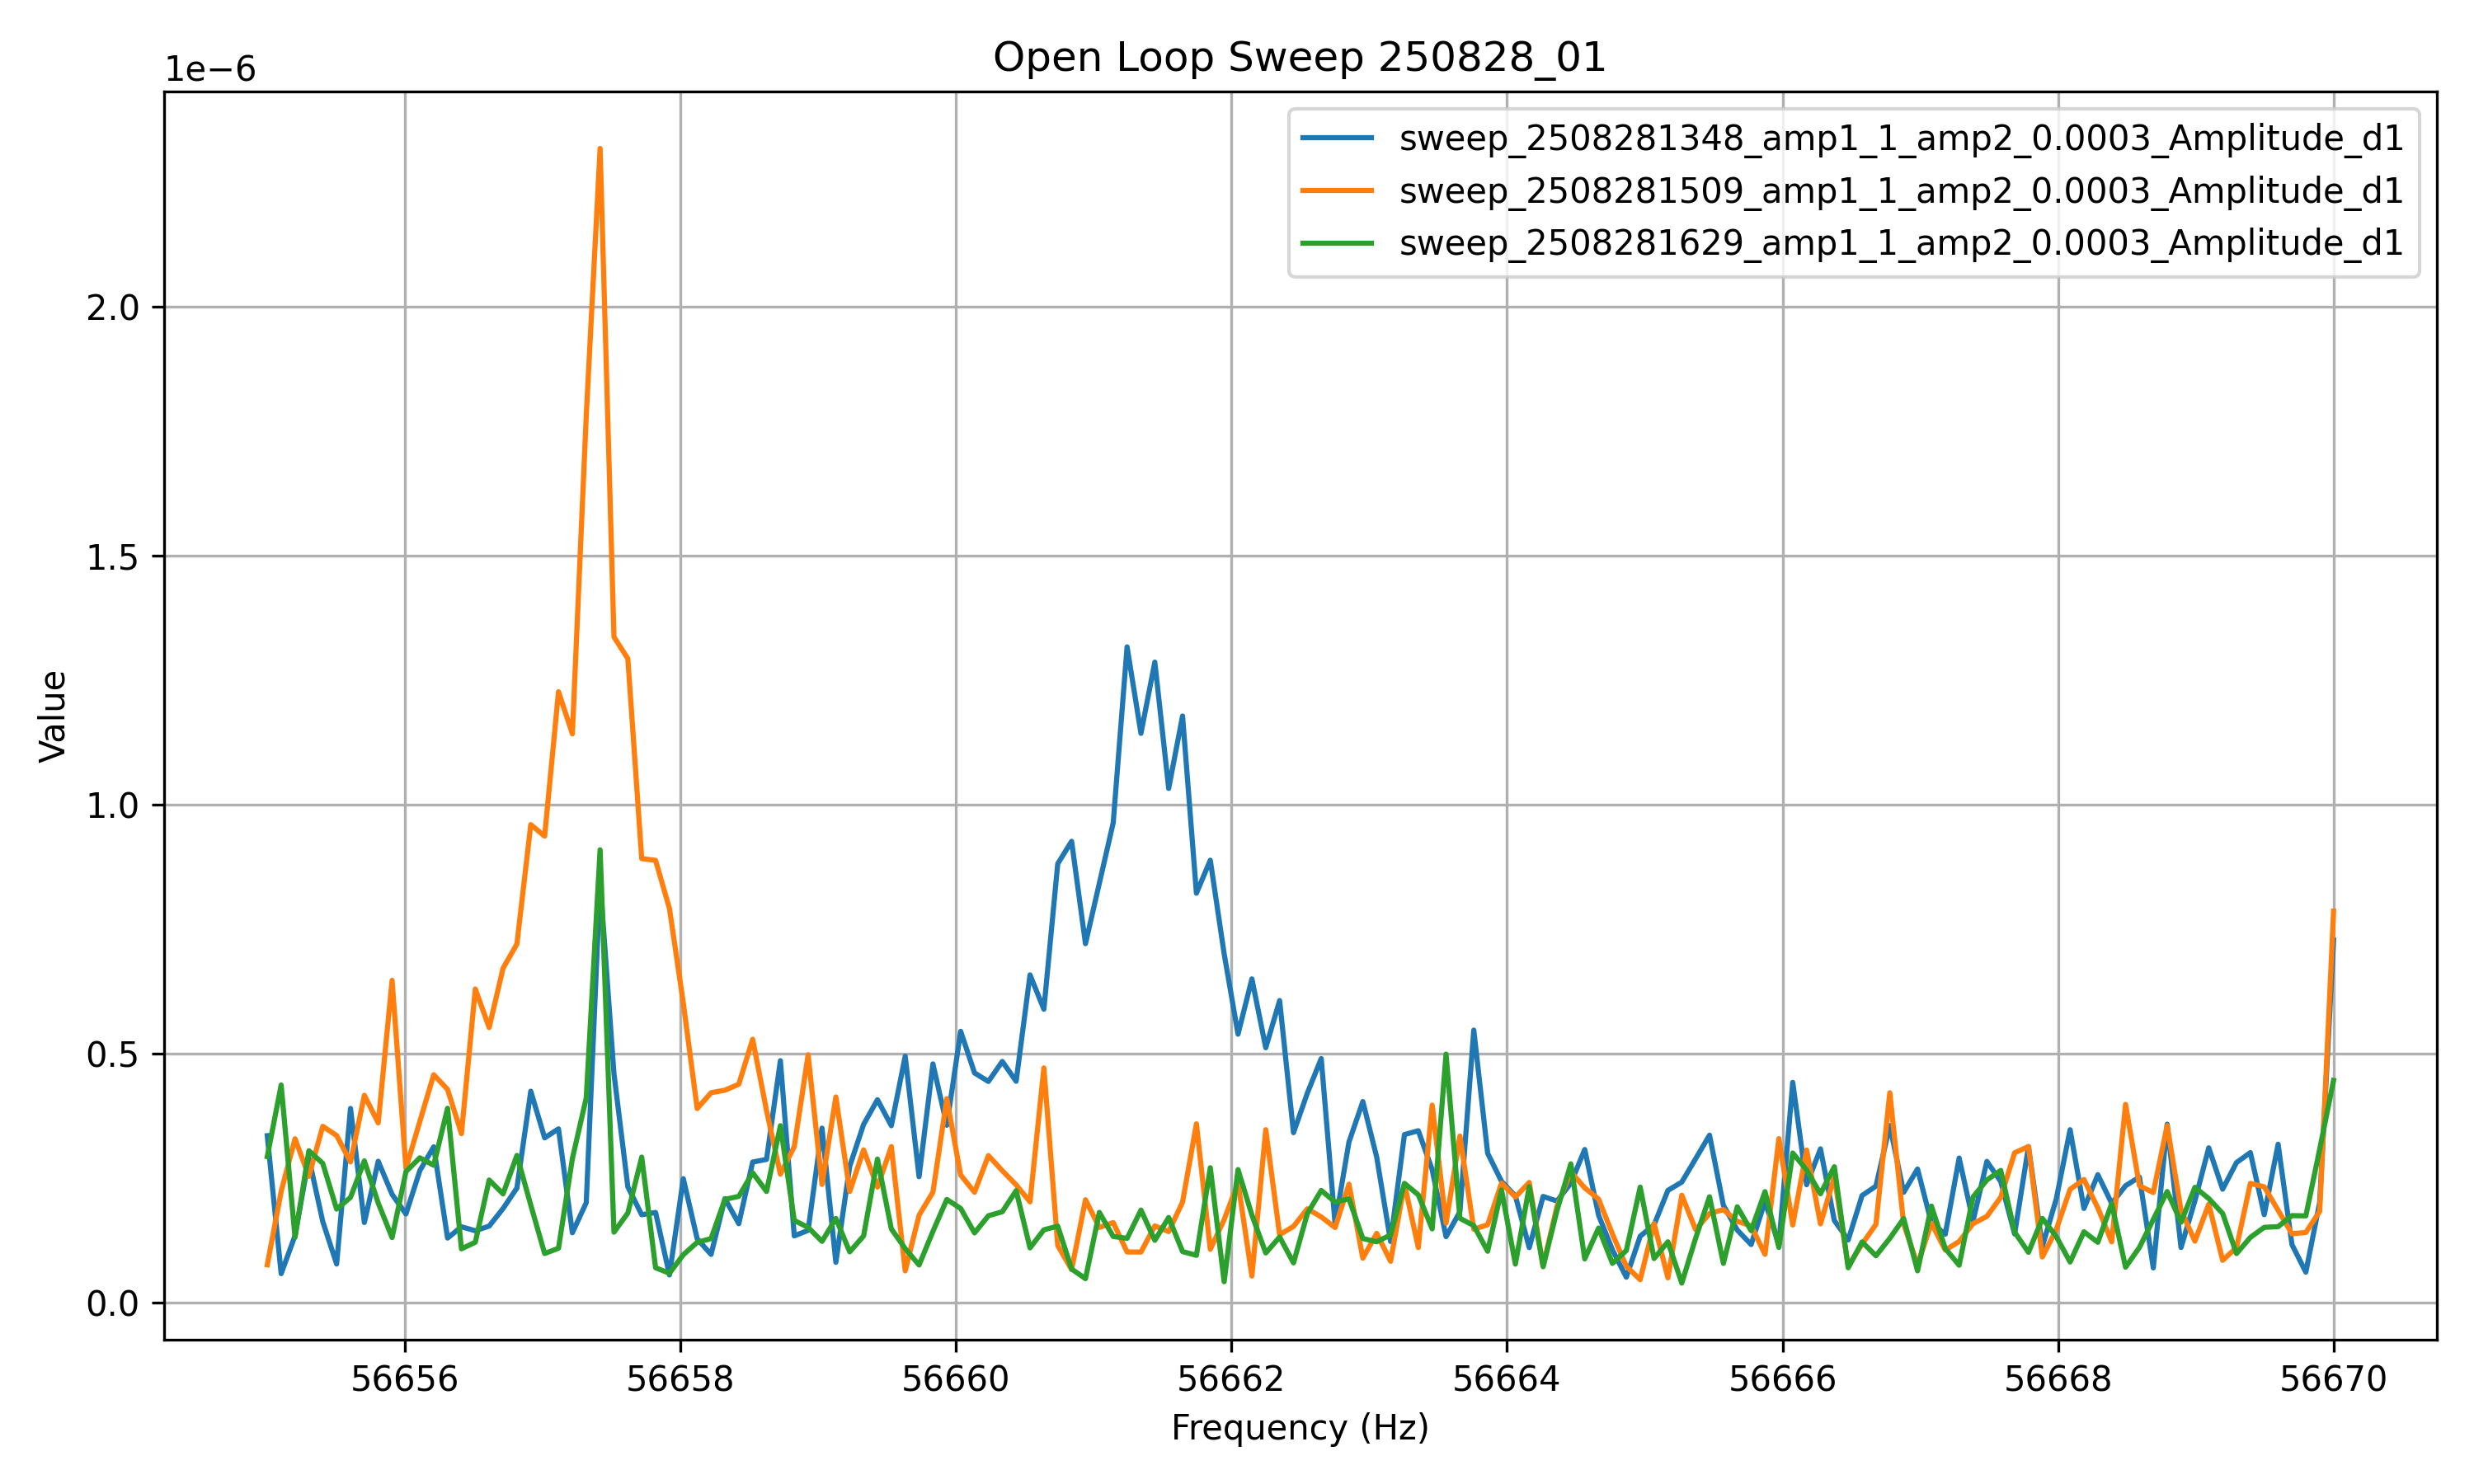 Open Loop Sweep 250828_01
1e−6
sweep_2508281348_amp1_1_amp2_0.0003_Amplitude_d1
sweep_2508281509_amp1_1_amp2_0.0003_Amplitude_d1
sweep_2508281629_amp1_1_amp2_0.0003_Amplitude_d1
2.0
1.5
1.0
0.5
0.0
Value
56656 56658 56660 56662 56664 56666 56668 56670
Frequency (Hz)